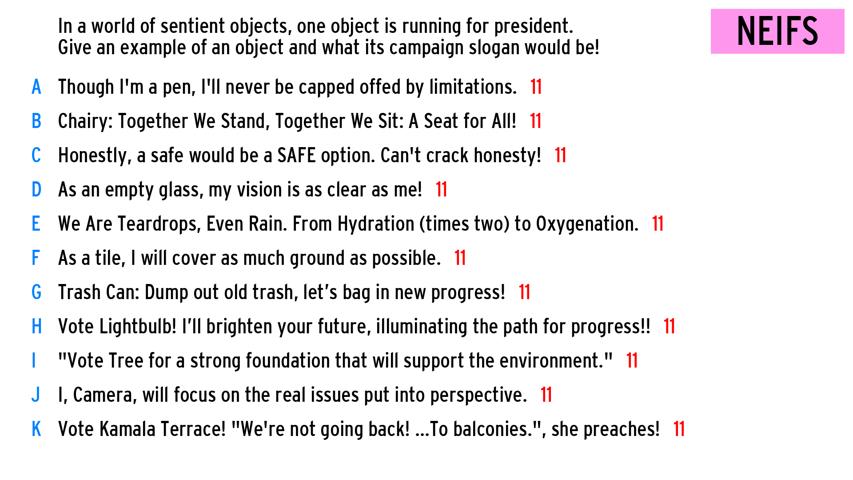 In a world of sentient objects, one object is running for president.
Give an example of an object and what its campaign slogan would be!
NEIFS
A Though I'm a pen, I'll never be capped offed by limitations. 11
B Chairy: Together We Stand, Together We Sit: A Seat for All! 11
C Honestly, a safe would be a SAFE option. Can't crack honesty! 11
D As an empty glass, my vision is as clear as me! 11
E We Are Teardrops, Even Rain. From Hydration (times two) to Oxygenation. 11
F As a tile, I will cover as much ground as possible. 11
G Trash Can: Dump out old trash, let’s bag in new progress! 11
H Vote Lightbulb! I’ll brighten your future, illuminating the path for progress!! 11
I "Vote Tree for a strong foundation that will support the environment." 11
J I, Camera, will focus on the real issues put into perspective. 11
K Vote Kamala Terrace! "We're not going back! ...To balconies.", she preaches! 11